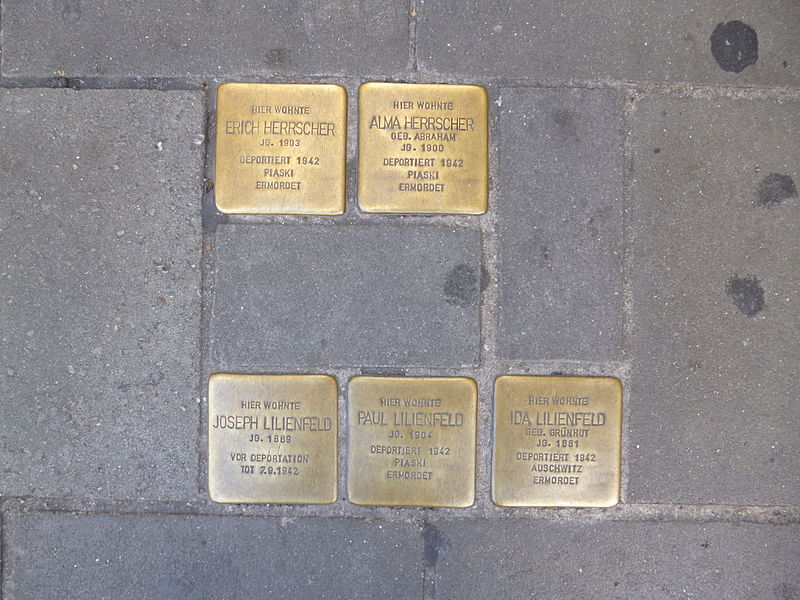 HIER WOHNTE
ERICH HERRSCHER
JG. 1903
DEPORTIERT 1942
PIASKI
ERMORDET
HIER WOHNTE
ALMA HERRSCHER
GEB. ABRAHAM
JG. 1900
DEPORTIERT 1942
PIASKI
ERMORDET
HIER WOHNTE
JOSEPH LILIENFELD
JG. 1869
VOR DEPORTATION
TOT 7.9.1942
HIER WOHNTE
PAUL LILIENFELD
JG. 1904
DEPORTIERT 1942
PIASKI
ERMORDET
HIER WOHNTE
IDA LILIENFELD
GEB. GRÜNHUT
JG. 1881
DEPORTIERT 1942
AUSCHWITZ
ERMORDET